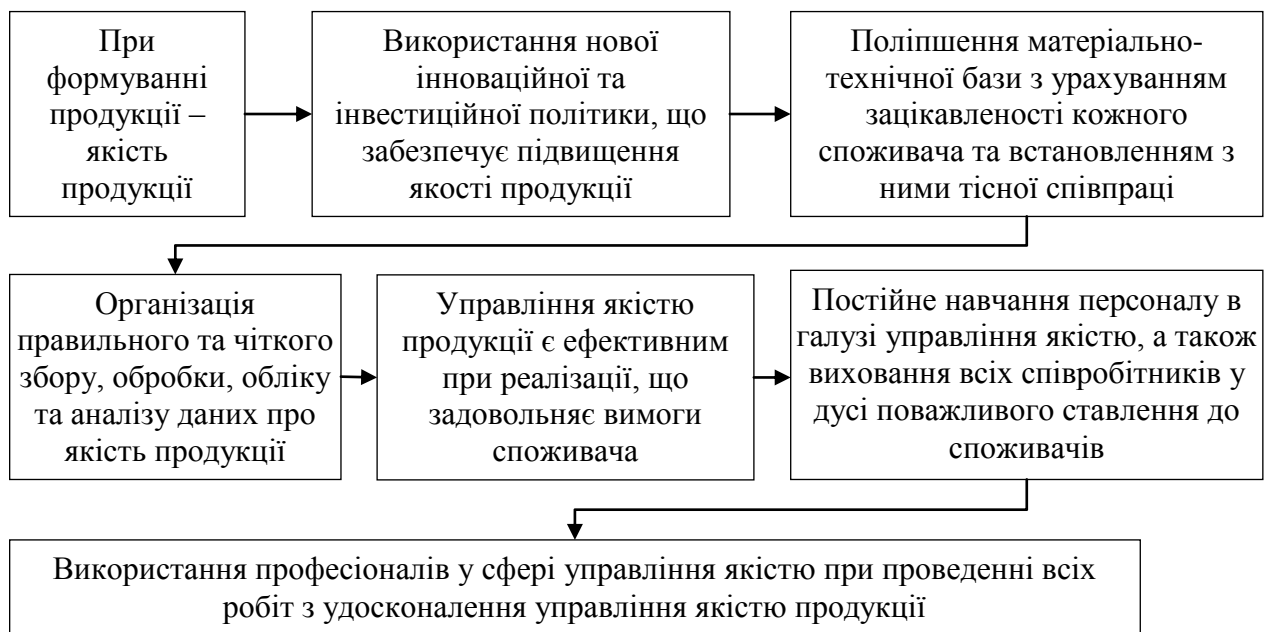 При
формуванні
продукції –
якість
продукції
Використання нової
інноваційної та
інвестиційної політики, що
забезпечує підвищення
якості продукції
Поліпшення матеріально-
технічної бази з урахуванням
зацікавленості кожного
споживача та встановленням з
ними тісної співпраці
Організація
правильного та чіткого
збору, обробки, обліку
та аналізу даних про
якість продукції
Управління якістю
продукції є ефективним
при реалізації, що
задовольняє вимоги
споживача
Постійне навчання персоналу в
галузі управління якістю, а також
виховання всіх співробітників у
дусі поважливого ставлення до
споживачів
Використання професіоналів у сфері управління якістю при проведенні всіх
робіт з удосконалення управління якістю продукції